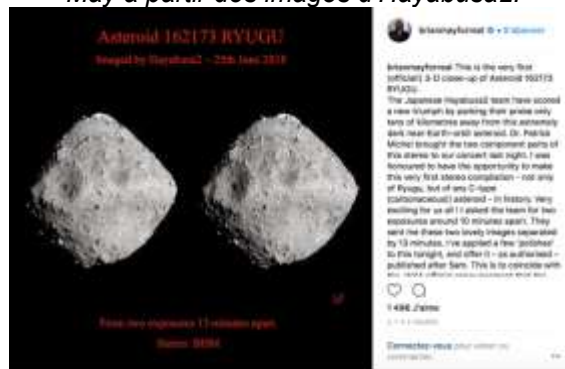 May à partir des images d'Hayabusa2.
Asteroid 162173 RYUGU
Imaged by Hayabusa2 - 25th June 2018
From two exposures 13 minutes apart
Stereo: BHM
brianmayforreal • S'abonner
brianmayforreal This is the very first
(official) 3-D close-up of Asteroid 162173
RYUGU.
The Japanese Hayabusa2 team have scored
a new triumph by parking their probe only
tens of kilometres away from this extremely
dark near Earth-orbit asteroid. Dr. Patrick
Michel brought the two component parts of
this stereo to our concert last night. I was
honoured to have the opportunity to make
this very first stereo compilation - not only
of Ryugu, but of any C-type
(carbonaceous) asteroid - in history. Very
exciting for us all ! I asked the team for two
exposures around 10 minutes apart. They
sent me these two lovely images separated
by 13 minutes. I've applied a few 'polishes'
to this tonight, and offer it - as authorised -
published after 5am. This is to coincide with
1 496 J'aime
Connectez-vous pour aimer ou
commenter.